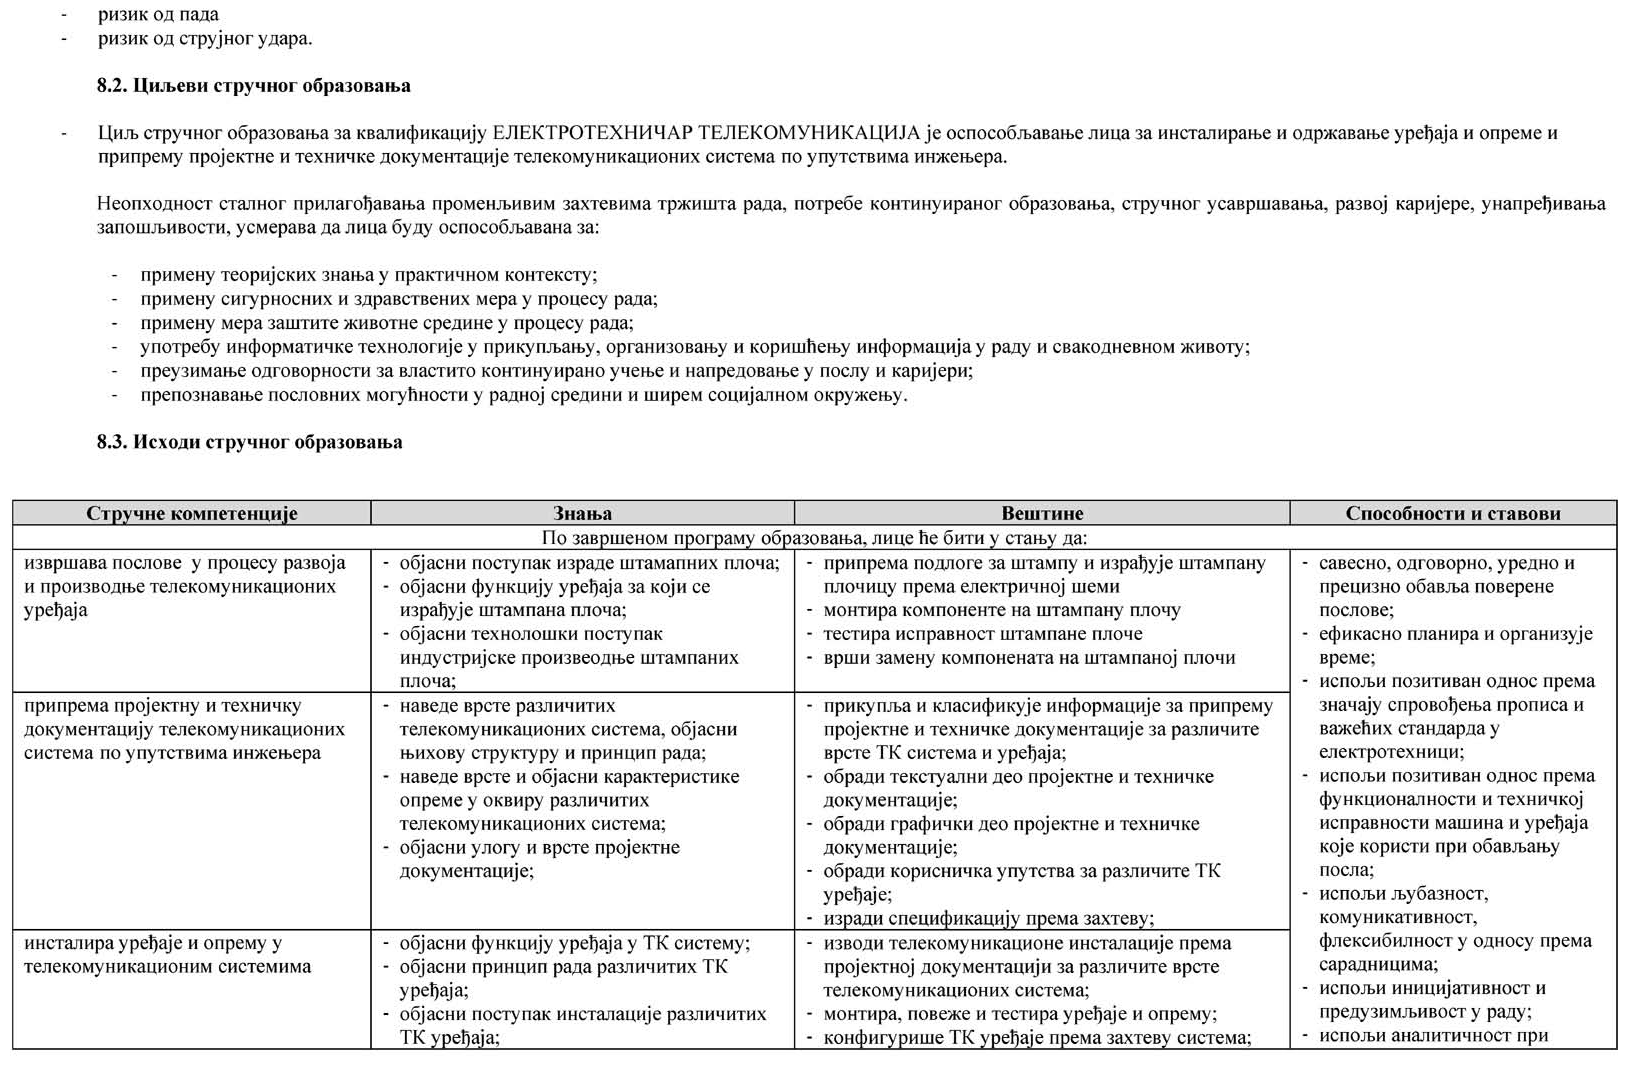 - ризик од пада
- ризик од струјног удара.
8.2. Циљеви стручног образовања
- Циљ стручног образовања за квалификацију ЕЛЕКТРОТЕХНИЧАР ТЕЛЕКОМУНИКАЦИЈА је оспособљавање лица за инсталирање и одржавање уређаја и опреме и
припрему пројектне и техничке документације телекомуникационих система по упутствима инжењера.
Неопходност сталног прилагођавања променљивим захтевима тржишта рада, потребе континуираног образовања, стручног усавршавања, развој каријере, унапређивања
запошљивости, усмерава да лица буду оспособљавана за:
- примену теоријских знања у практичном контексту;
- примену сигурносних и здравствених мера у процесу рада;
- примену мера заштите животне средине у процесу рада;
- употребу информатичке технологије у прикупљању, организовању и коришћењу информација у раду и свакодневном животу;
- преузимање одговорности за властито континуирано учење и напредовање у послу и каријери;
- препознавање пословних могућности у радној средини и ширем социјалном окружењу.
8.3. Исходи стручног образовања
Стручне компетенције
Знања
Вештине
Способности и ставови
По завршеном програму образовања, лице ће бити у стању да:
извршава послове у процесу развоја
и производње телекомуникационих
уређаја
- објасни поступак израде штамапних плоча;
- објасни функцију уређаја за који се
израђује штампана плоча;
- објасни технолошки поступак
индустријске произвеодње штампаних
плоча;
- припрема подлоге за штампу и израђује штампану
плочицу према електричној шеми
- монтира компоненте на штампану плочу
- тестира исправност штампане плоче
- врши замену компонената на штампаној плочи
- савесно, одговорно, уредно и
прецизно обавља поверене
послове;
- ефикасно планира и организује
време;
- испољи позитиван однос према
значају спровођења прописа и
важећих стандарда у
електротехници;
- испољи позитиван однос према
функционалности и техничкој
исправности машина и уређаја
које користи при обављању
посла;
- испољи љубазност,
комуникативност,
флексибилност у односу према
сарадницима;
- испољи иницијативност и
предузимљивост у раду;
- испољи аналитичност при
припрема пројектну и техничку
документацију телекомуникационих
система по упутствима инжењера
- наведе врсте различитих
телекомуникационих система, објасни
њихову структуру и принцип рада;
- наведе врсте и објасни карактеристике
опреме у оквиру различитих
телекомуникационих система;
- објасни улогу и врсте пројектне
документације;
- прикупља и класификује информације за припрему
пројектне и техничке документације за различите
врсте ТК система и уређаја;
- обради текстуални део пројектне и техничке
документације;
- обради графички део пројектне и техничке
документације;
- обради корисничка упутства за различите ТК
уређаје;
- изради спецификацију према захтеву;
инсталира уређаје и опрему у
телекомуникационим системима
- објасни функцију уређаја у ТК систему;
- објасни принцип рада различитих ТК
уређаја;
- објасни поступак инсталације различитих
ТК уређаја;
- изводи телекомуникационе инсталације према
пројектној документацији за различите врсте
телекомуникационих система;
- монтира, повеже и тестира уређаје и опрему;
- конфигурише ТК уређаје према захтеву система;